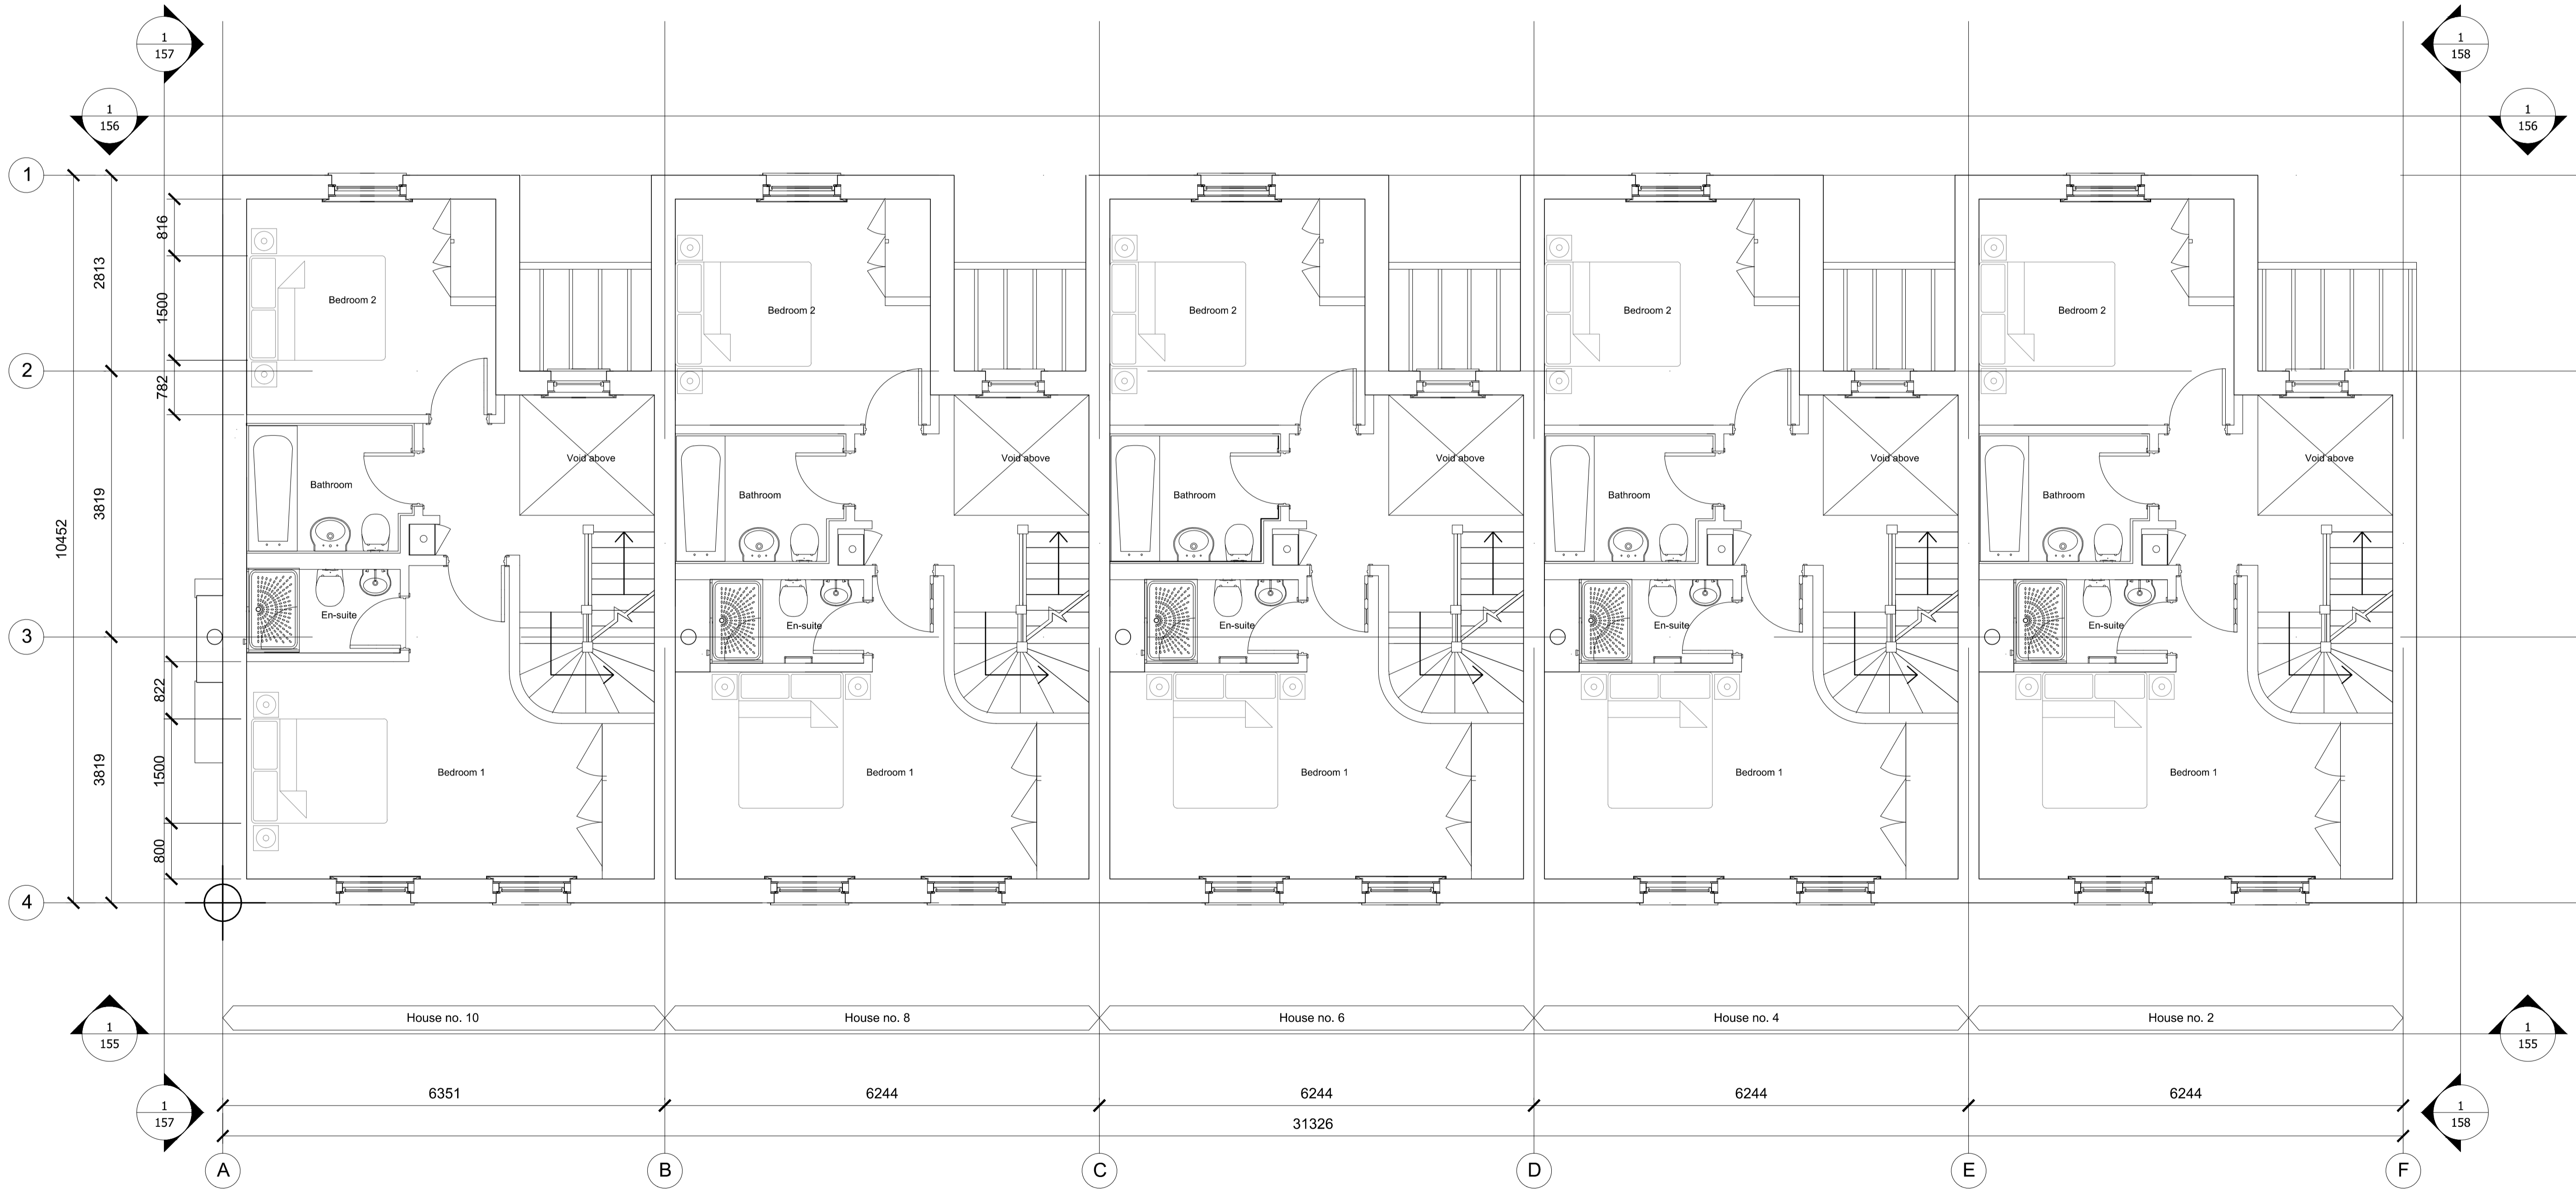 1
157
1
158
1
156
1
156
1
2
3
4
10452
2813
3819
3819
816
1500
782
822
1500
800
Bedroom 2
Bedroom 2
Bedroom 2
Bedroom 2
Bedroom 2
Void above
Void above
Void above
Void above
Void above
Bathroom
Bathroom
Bathroom
Bathroom
Bathroom
En-suite
En-suite
En-suite
En-suite
En-suite
Bedroom 1
Bedroom 1
Bedroom 1
Bedroom 1
Bedroom 1
House no. 10
House no. 8
House no. 6
House no. 4
House no. 2
1
155
1
155
6351
6244
6244
6244
6244
31326
1
157
1
158
A
B
C
D
E
F